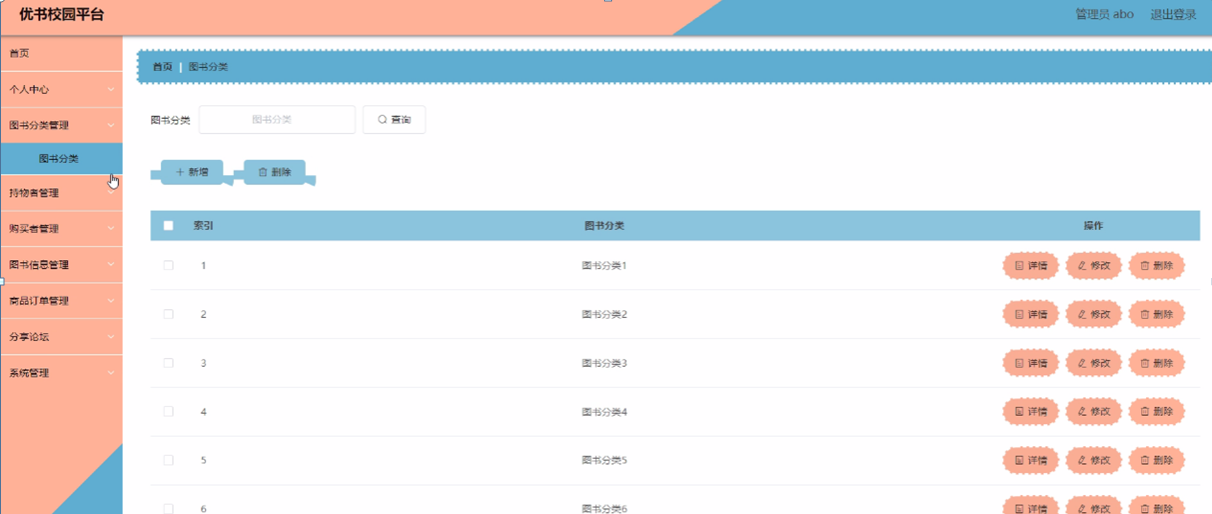 优书校园平台
管理员 abo 退出登录
首页
个人中心
图书分类管理
图书分类
持物者管理
购买者管理
图书信息管理
商品订单管理
分享论坛
系统管理
首页 | 图书分类
图书分类 图书分类 查询
新增 删除
索引 图书分类 操作
1 图书分类1 详情 修改 删除
2 图书分类2 详情 修改 删除
3 图书分类3 详情 修改 删除
4 图书分类4 详情 修改 删除
5 图书分类5 详情 修改 删除
6 图书分类6 详情 修改 删除